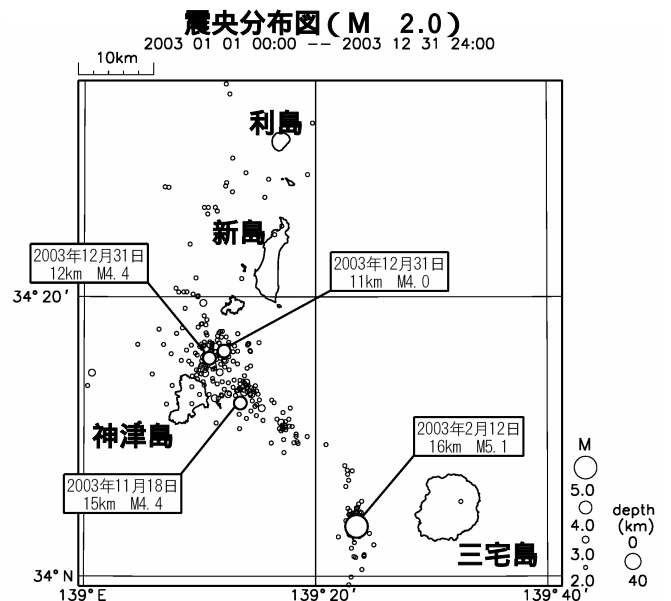 震央分布図(M 2.0)
2003 01 01 00:00 -- 2003 12 31 24:00
10km
利島
新島
2003年12月31日
12km M4.4
2003年12月31日
11km M4.0
34° 20'
神津島
2003年2月12日
16km M5.1
2003年11月18日
15km M4.4
三宅島
M
5.0
4.0
3.0
2.0
depth
(km)
0
40
34° N
139° E
139° 20'
139° 40'